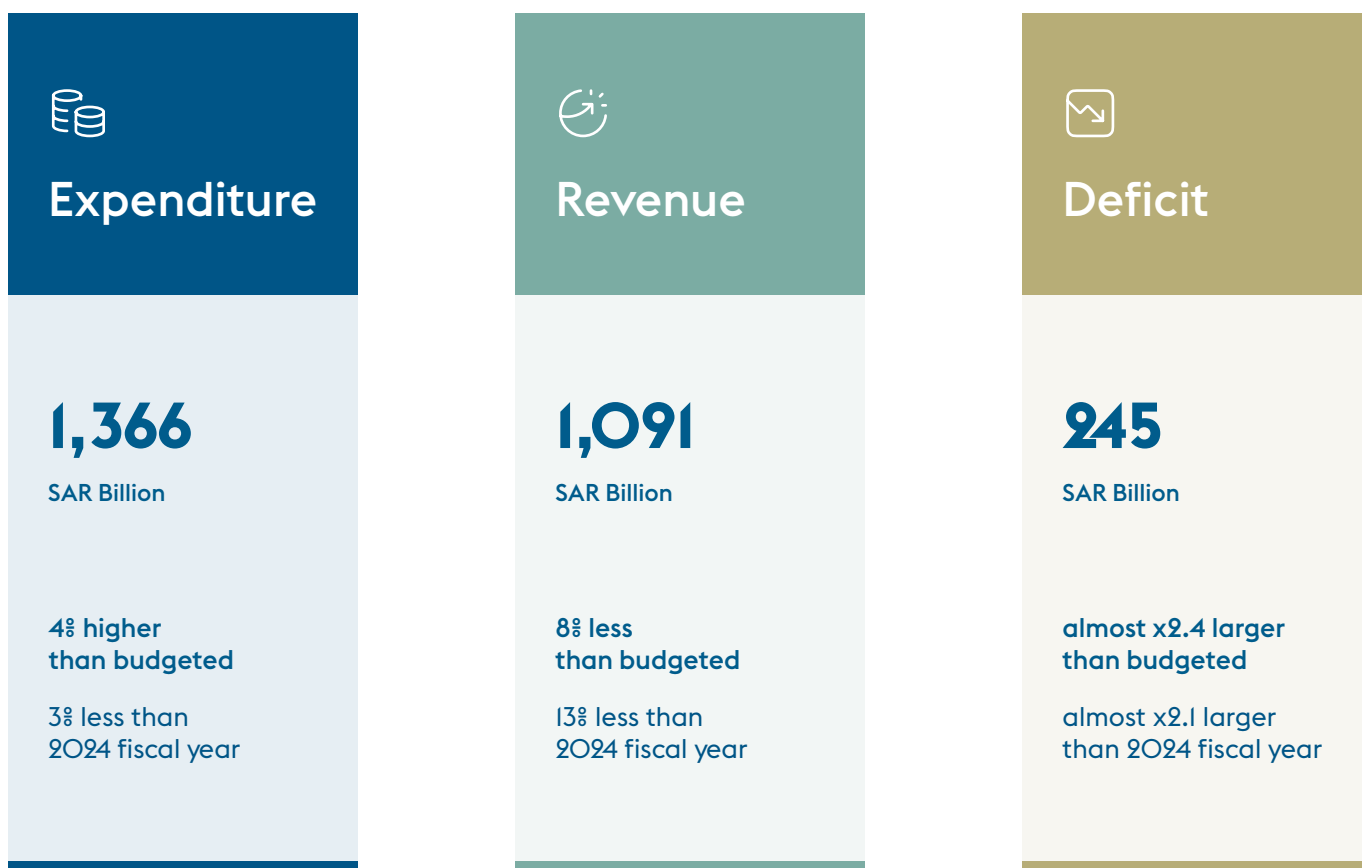 Expenditure
1,366
SAR Billion
4% higher
than budgeted
3% less than
2024 fiscal year
Revenue
1,091
SAR Billion
8% less
than budgeted
13% less than
2024 fiscal year
Deficit
245
SAR Billion
almost x2.4 larger
than budgeted
almost x2.1 larger
than 2024 fiscal year